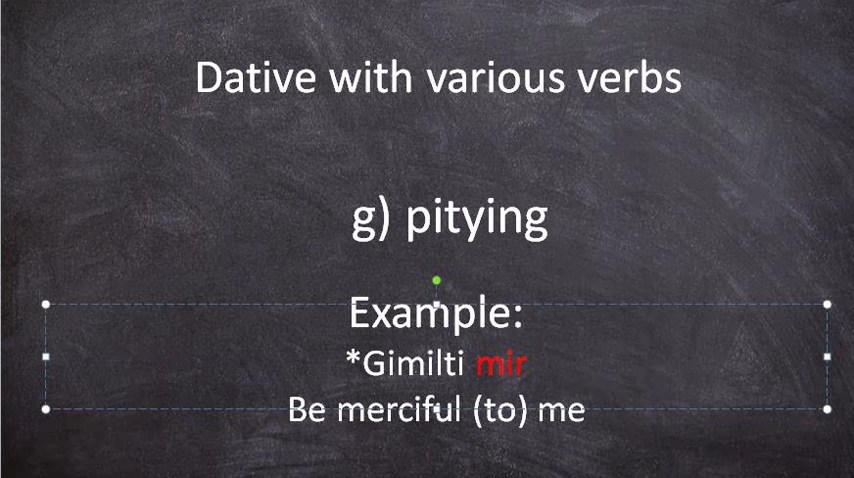 Dative with various verbs
g) pitying
Example:
*Gimilti mir
Be merciful (to) me